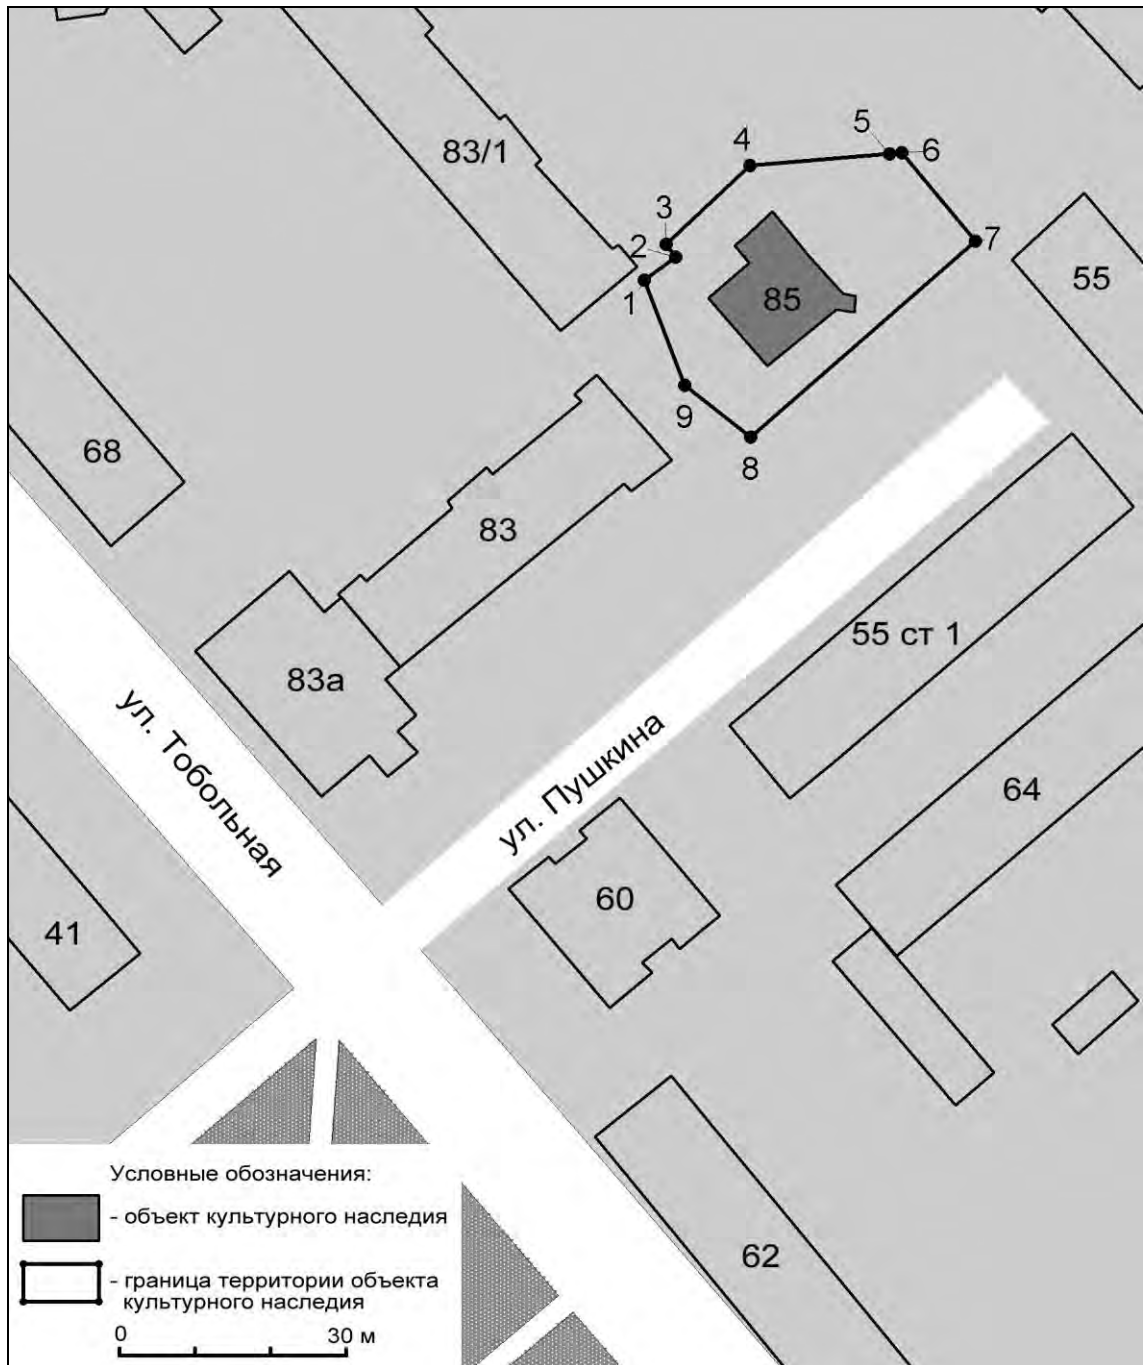 83/1
5
6
4
3
2
7
1
85
55
9
8
68
83
55 ст 1
83а
ул. Тобольная
ул. Пушкина
64
60
41
Условные обозначения:
- объект культурного наследия
- граница территории объекта
культурного наследия
62
0 30 м